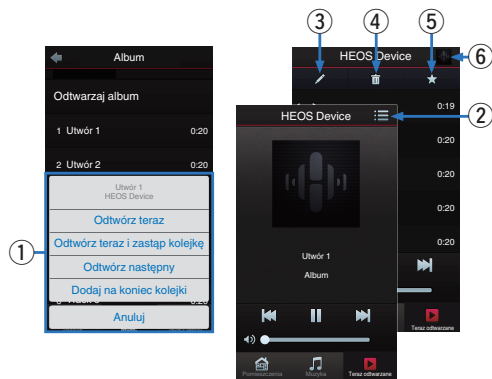 ③
④
⑤
Album
HEOS Device
⑥
Odtwarzaj album
0:19
1 Utwór 1
0:20
HEOS Device
②
2 Utwór 2
0:20
0:20
0:20
0:20
0:20
①
Utwór 1
HEOS Device
Odtwórz teraz
Odtwórz teraz i zastąp kolejkę
Odtwórz następny
Dodaj na koniec kolejki
0:20
Anuluj
Utwór 1
Album
Pomieszczenia
Muzyka
Teraz odtwarzane
Teraz odtwarzane